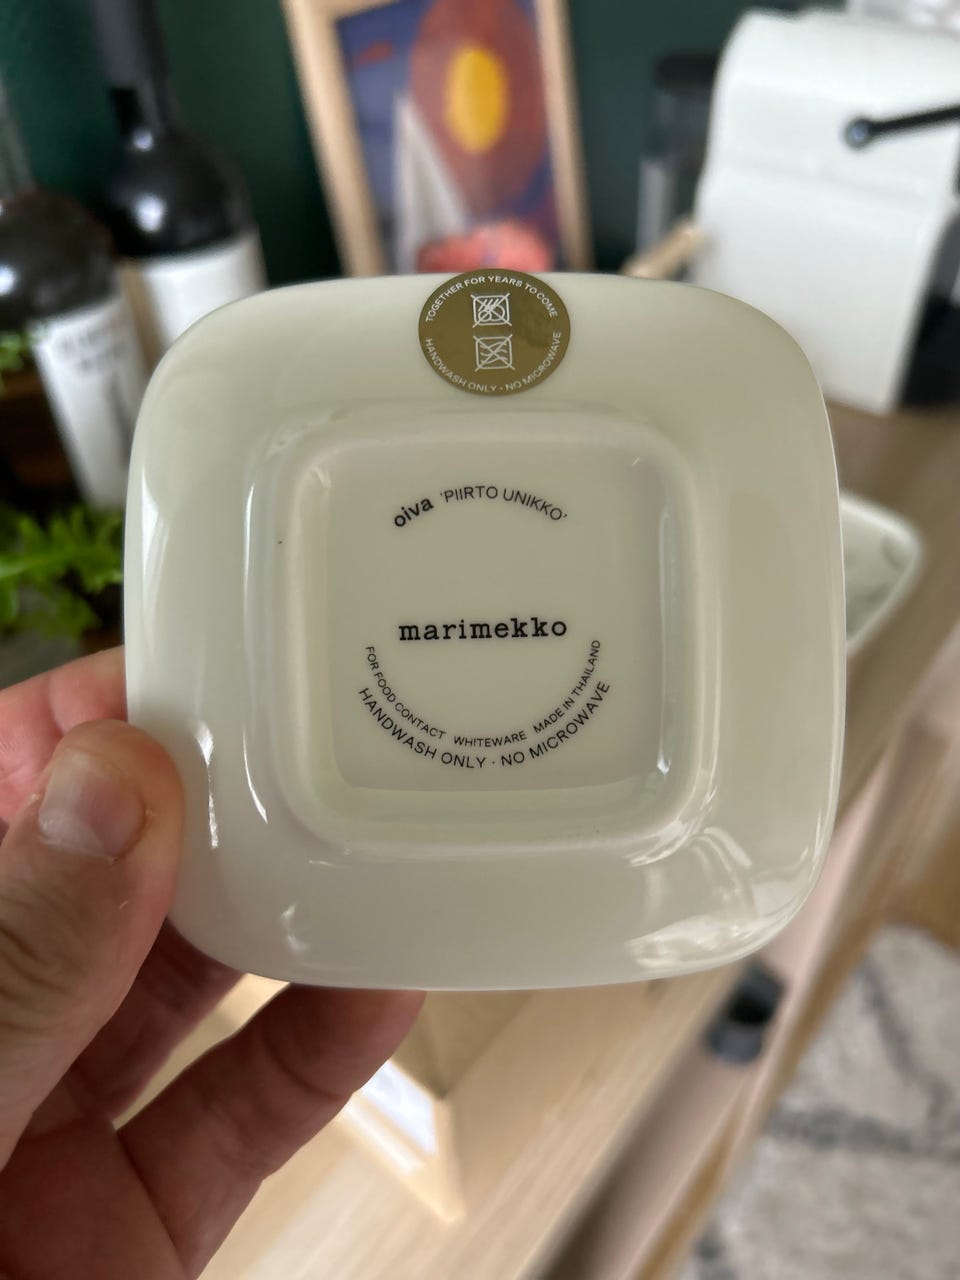 TOGETHER FOR YEARS TO COME
HANDWASH ONLY · NO MICROWAVE
oiva 'PIIRTO UNIKKO'
marimekko
FOR FOOD CONTACT WHITEWARE MADE IN THAILAND
HANDWASH ONLY · NO MICROWAVE